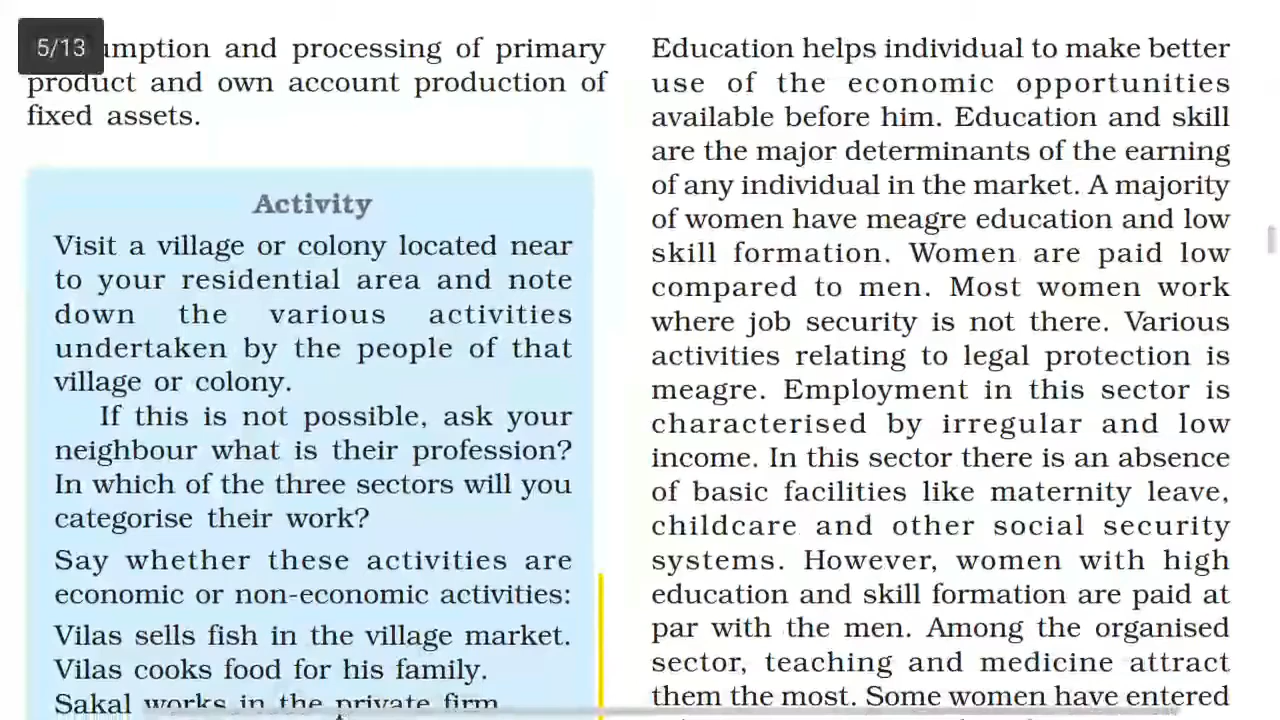 5/13
product and own account production of
fixed assets.
umption and processing of primary
Activity
Visit a village or colony located near
to your residential area and note
down the various activities
undertaken by the people of that
village or colony.
If this is not possible, ask your
neighbour what is their profession?
In which of the three sectors will you
categorise their work?
Say whether these activities are
economic or non-economic activities:
Vilas sells fish in the village market.
Vilas cooks food for his family.
Sakal works in the private firm
Education helps individual to make better
use of the economic opportunities
available before him. Education and skill
are the major determinants of the earning
of any individual in the market. A majority
of women have meagre education and low
skill formation. Women are paid low
compared to men. Most women work
where job security is not there. Various
activities relating to legal protection is
meagre. Employment in this sector is
characterised by irregular and low
income. In this sector there is an absence
of basic facilities like maternity leave,
childcare and other social security
systems. However, women with high
education and skill formation are paid at
par with the men. Among the organised
sector, teaching and medicine attract
them the most. Some women have entered